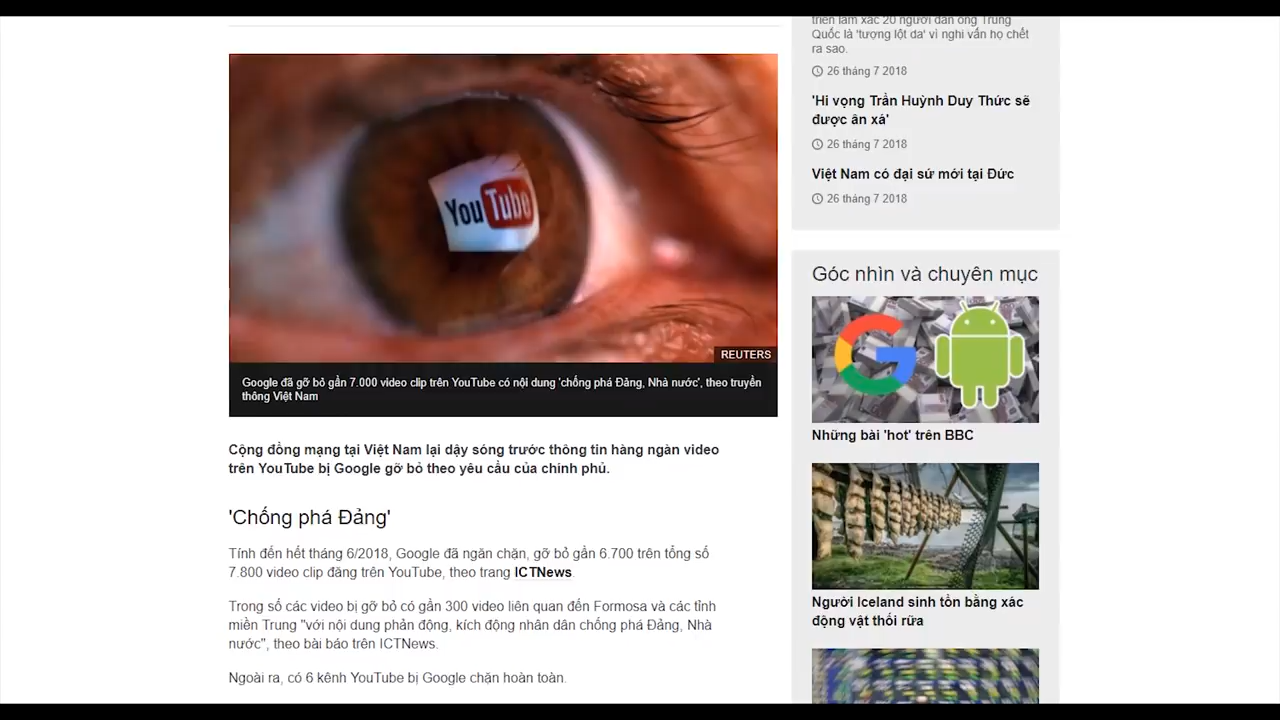 You Tube
REUTERS
Google đã gỡ bỏ gần 7.000 video clip trên YouTube có nội dung 'chống phá Đảng, Nhà nước', theo truyền
thông Việt Nam
Cộng đồng mạng tại Việt Nam lại dậy sóng trước thông tin hàng ngàn video
trên YouTube bị Google gỡ bỏ theo yêu cầu của chính phủ.
'Chống phá Đảng'
Tính đến hết tháng 6/2018, Google đã ngăn chặn, gỡ bỏ gần 6.700 trên tổng số
7.800 video clip đăng trên YouTube, theo trang ICTNews.
Trong số các video bị gỡ bỏ có gần 300 video liên quan đến Formosa và các tỉnh
miền Trung "với nội dung phản động, kích động nhân dân chống phá Đảng, Nhà
nước", theo bài báo trên ICTNews.
Ngoài ra, có 6 kênh YouTube bị Google chặn hoàn toàn.
triển lãm xác 20 người đàn ông Trung
Quốc là 'tượng lột da' vì nghi vấn họ chết
ra sao.
26 tháng 7 2018
'Hi vọng Trần Huỳnh Duy Thức sẽ
được ân xá'
26 tháng 7 2018
Việt Nam có đại sứ mới tại Đức
26 tháng 7 2018
Góc nhìn và chuyên mục
Những bài 'hot' trên BBC
Người Iceland sinh tồn bằng xác
động vật thối rữa